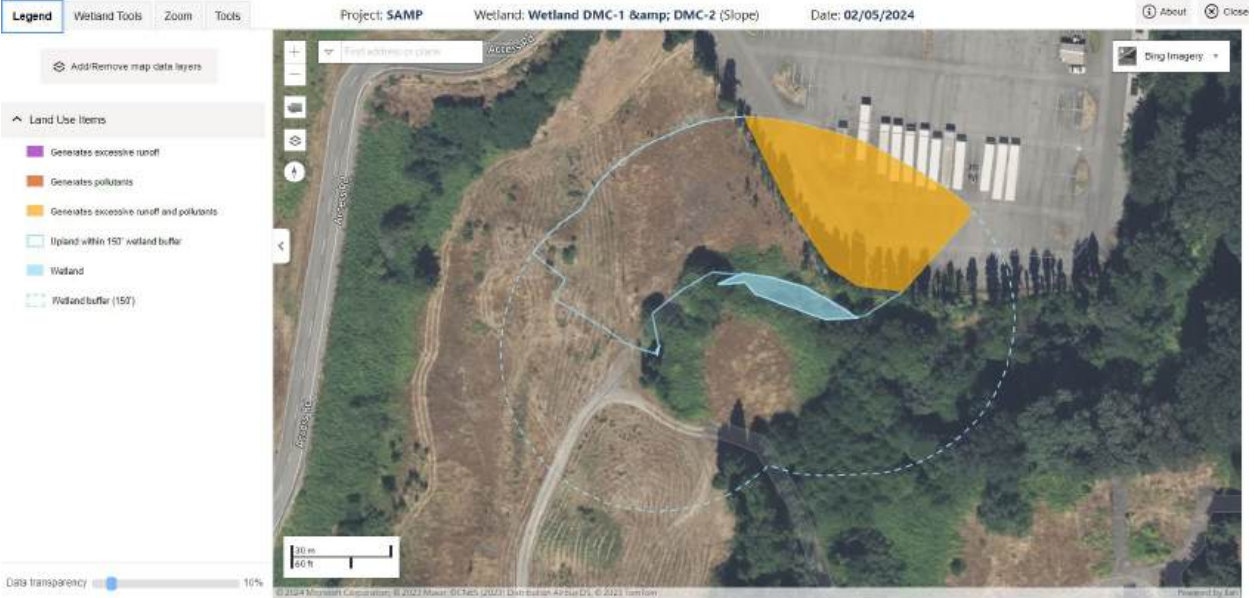 Legend Wetland Tools Zoom Tools Project: SAMP Wetland: Wetland DMC-1 &amp; DMC-2 (Slope) Date: 02/05/2024 About Close
Add/Remove map data layers
Find address or place
Access Rd
Bing Imagery
Land Use Items
Generates excessive runoff
Generates pollutants
Generates excessive runoff and pollutants
Upland within 150' wetland buffer
Wetland
Wetland buffer (150')
Access Rd
Access Rd
30 m
60 ft
Data transparency 10%
© 2024 Microsoft Corporation, © 2023 Maxar, ©CNES (2023) Distribution Airbus DS, © 2023 TomTom
Powered by Esri